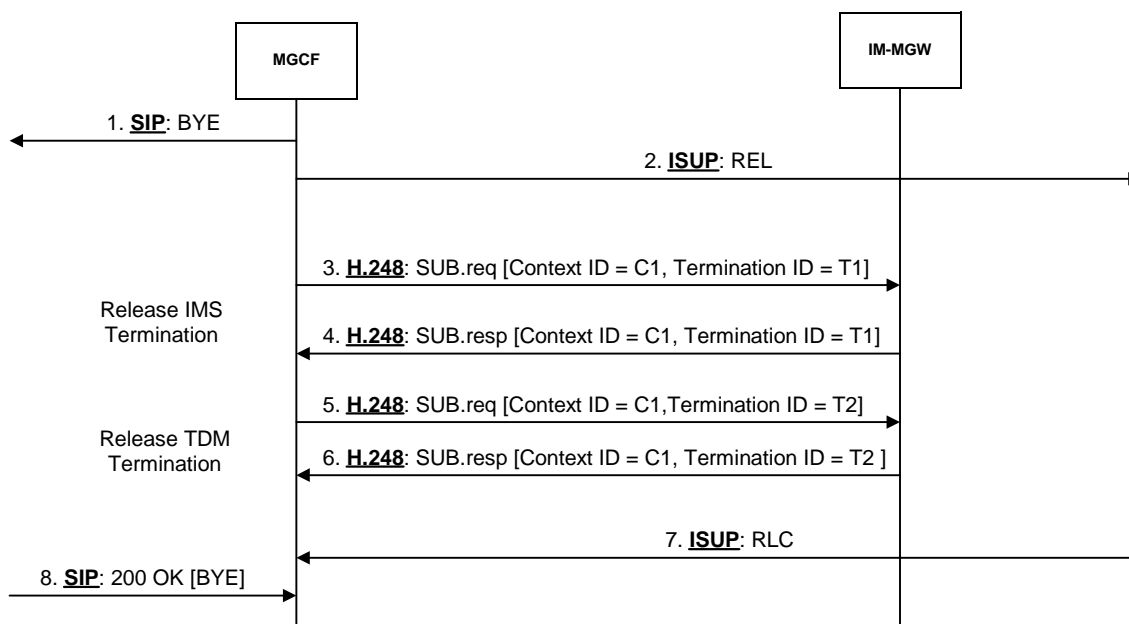 MGCF
IM-MGW
1. SIP: BYE
2. ISUP: REL
3. H.248: SUB.req [Context ID = C1, Termination ID = T1]
Release IMS
Termination
4. H.248: SUB.resp [Context ID = C1, Termination ID = T1]
5. H.248: SUB.req [Context ID = C1,Termination ID = T2]
Release TDM
Termination
6. H.248: SUB.resp [Context ID = C1, Termination ID = T2 ]
7. ISUP: RLC
8. SIP: 200 OK [BYE]